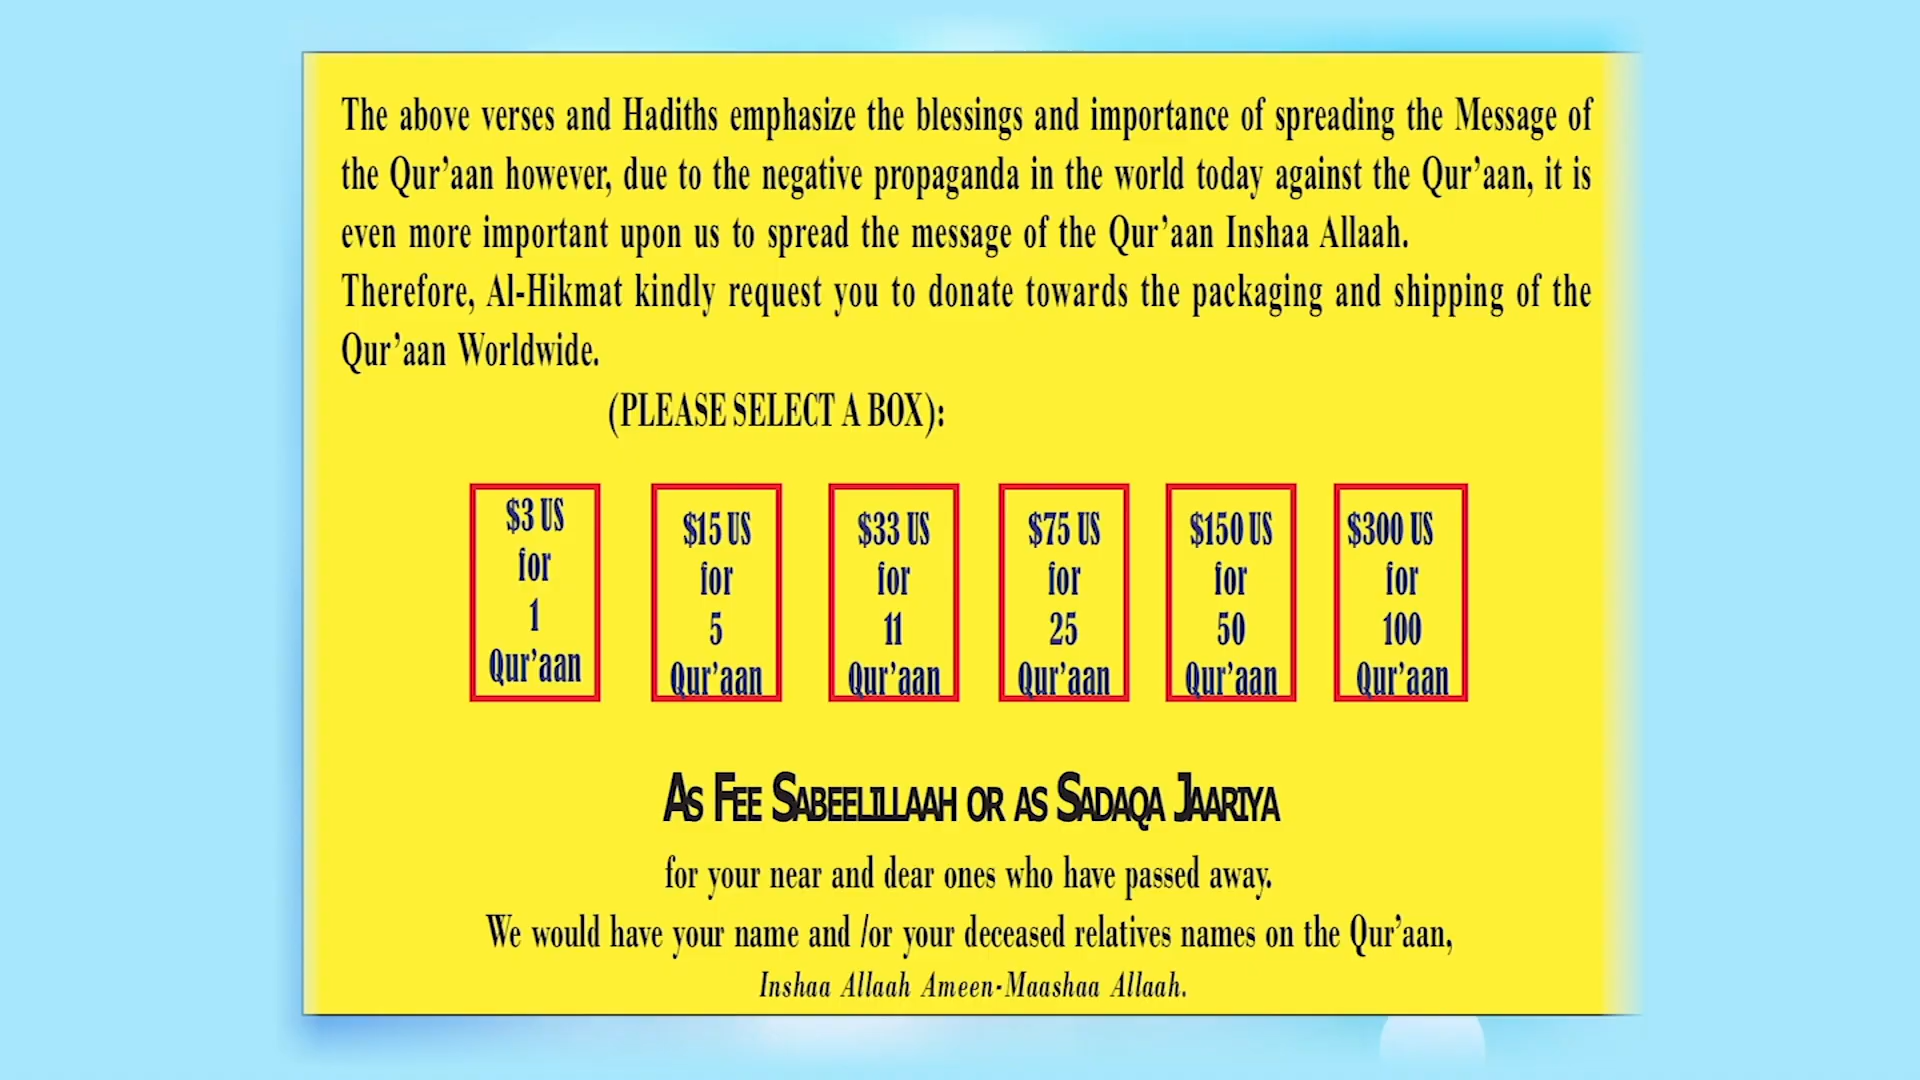 The above verses and Hadiths emphasize the blessings and importance of spreading the Message of
the Qur’aan however, due to the negative propaganda in the world today against the Qur’aan, it is
even more important upon us to spread the message of the Qur’aan Inshaa Allaah.
Therefore, Al-Hikmat kindly request you to donate towards the packaging and shipping of the
Qur’aan Worldwide.
(PLEASE SELECT A BOX):
$3 US
for
1
Qur’aan
$15 US
for
5
Qur’aan
$33 US
for
11
Qur’aan
$75 US
for
25
Qur’aan
$150 US
for
50
Qur’aan
$300 US
for
100
Qur’aan
AS FEE SABEELILLAAH OR AS SADAQA JAARIYA
for your near and dear ones who have passed away.
We would have your name and /or your deceased relatives names on the Qur’aan,
Inshaa Allaah Ameen-Maashaa Allaah.